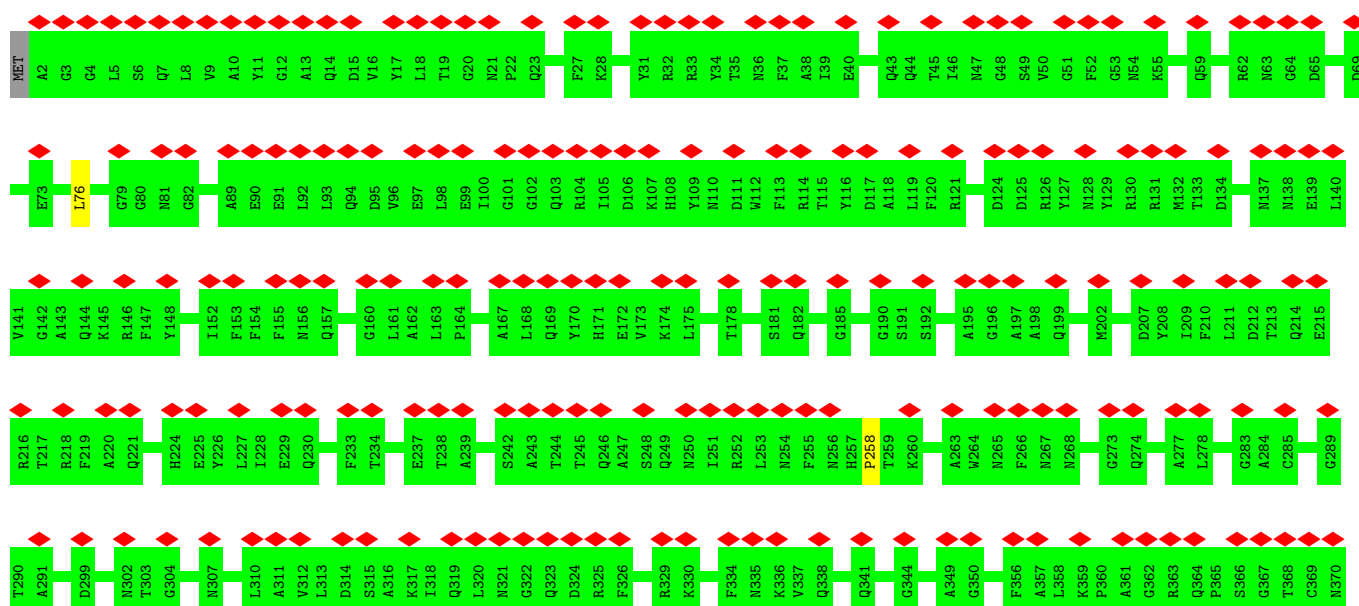 MET A2 G3 G4 L5 S6 Q7 L8 V9 A10 Y11 G12 A13 Q14 D15 V16 Y17 L18 T19 G20 N21 P22 Q23 F27 K28 Y31 R32 R33 Y34 T35 N36 F37 A38 I39 E40 Q43 Q44 T45 I46 N47 G48 S49 V50 G51 F52 G53 N54 K55 Q59 R62 N63 G64 D65 D69
E73 L76 G79 G80 N81 G82 A89 E90 E91 L92 L93 Q94 D95 V96 E97 L98 E99 I100 G101 G102 Q103 R104 I105 D106 K107 H108 Y109 N110 D111 W112 F113 R114 T115 Y116 D117 A118 L119 F120 R121 D124 D125 R126 Y127 N128 Y129 R130 R131 M132 T133 D134 N137 N138 E139 L140
V141 G142 A143 Q144 K145 R146 F147 Y148 I152 F153 F154 F155 N156 Q157 G160 L161 A162 L163 P164 A167 L168 Q169 Y170 H171 E172 V173 K174 L175 T178 S181 Q182 G185 G190 S191 S192 A195 G196 A197 A198 Q199 M202 D207 Y208 I209 F210 L211 D212 T213 Q214 E215
R216 T217 R218 F219 A220 Q221 H224 E225 Y226 L227 I228 E229 Q230 F233 T234 E237 T238 A239 S242 A243 T244 T245 Q246 A247 S248 Q249 N250 I251 R252 L253 N254 F255 N256 H257 P258 T259 K260 A263 W264 N265 F266 N267 N268 G273 Q274 A277 L278 G283 A284 C285 G289
T290 A291 D299 N302 T303 G304 N307 L310 A311 V312 L313 D314 S315 A316 K317 I318 Q319 L320 N321 G322 Q323 D324 R325 F326 R329 K330 F334 N335 K336 V337 Q338 Q341 G344 A349 G350 F356 A357 L358 K359 P360 A361 G362 R363 Q364 P365 S366 G367 T368 C369 N370